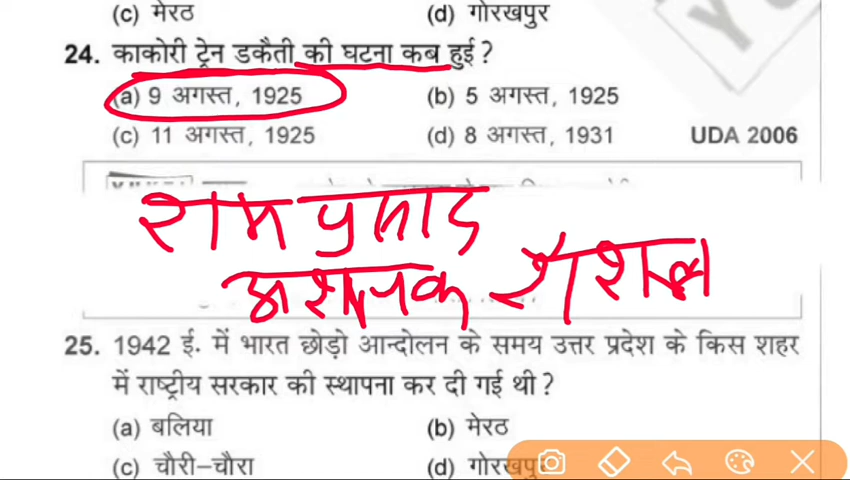 (c) मेरठ (d) गोरखपुर
24. काकोरी ट्रेन डकैती की घटना कब हुई ?
(a) 9 अगस्त, 1925 (b) 5 अगस्त, 1925
(c) 11 अगस्त, 1925 (d) 8 अगस्त, 1931 UDA 2006
राम प्रसाद
25. 1942 ई. में भारत छोड़ो आन्दोलन के समय उत्तर प्रदेश के किस शहर
में राष्ट्रीय सरकार की स्थापना कर दी गई थी ?
(a) बलिया (b) मेरठ
(c) चौरी-चौरा (d) गोरखपुर